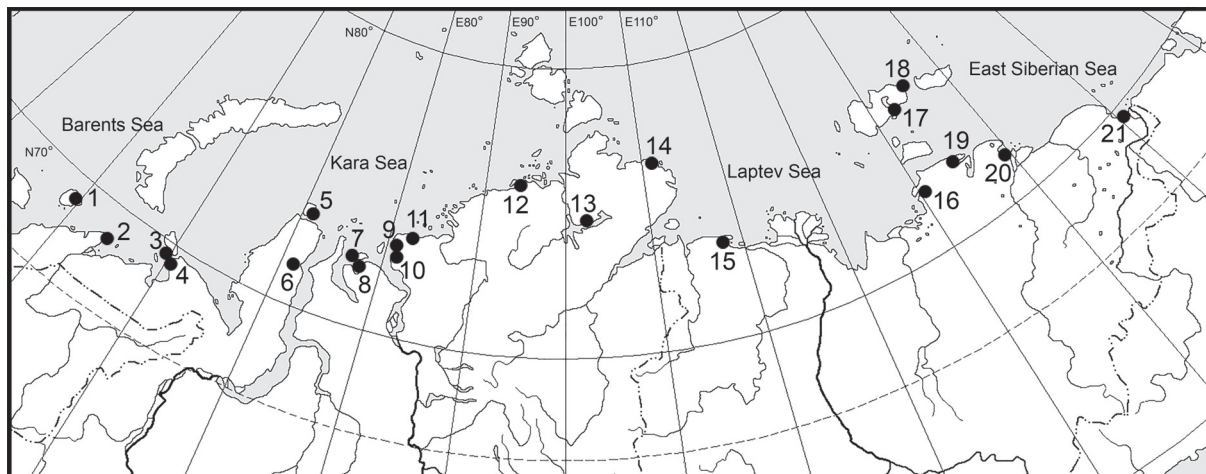 N80°
E80°
E90°
E100°
E110°
East Siberian Sea
18
Barents Sea
17
21
N70°
Kara Sea
14
19
20
Laptev Sea
12
16
1
5
13
2
3
4
11
9
7
6
8
10
15